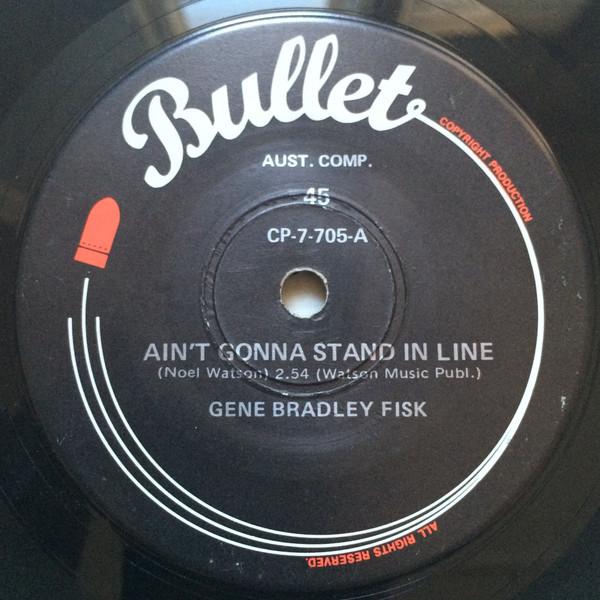 Bullet
COPYRIGHT PRODUCTION
AUST. COMP.
45
CP-7-705-A
AIN'T GONNA STAND IN LINE
(Noel Watson) 2.54 (Watson Music Publ.)
GENE BRADLEY FISK
ALL RIGHTS RESERVED.